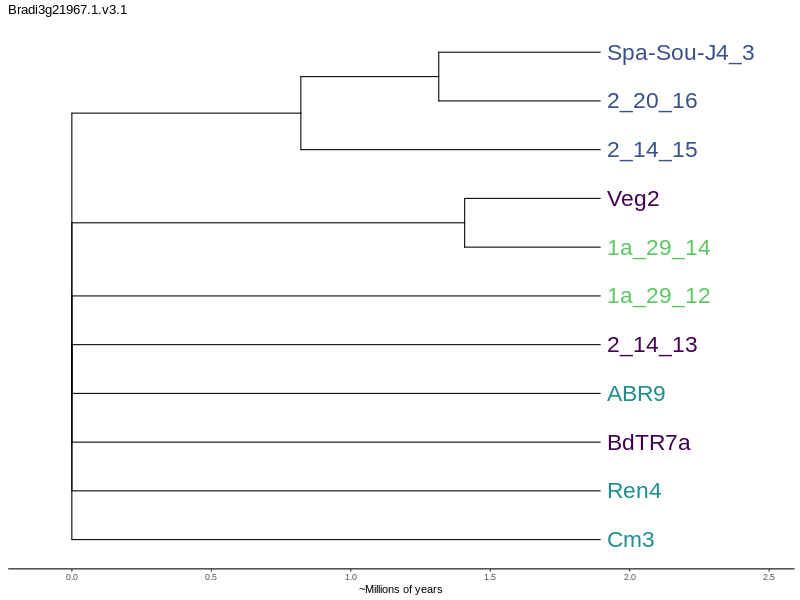 Bradi3g21967.1.v3.1
Spa-Sou-J4_3
2_20_16
2_14_15
Veg2
1a_29_14
1a_29_12
2_14_13
ABR9
BdTR7a
Ren4
Cm3
0.0 0.5 1.0 1.5 2.0 2.5
~Millions of years